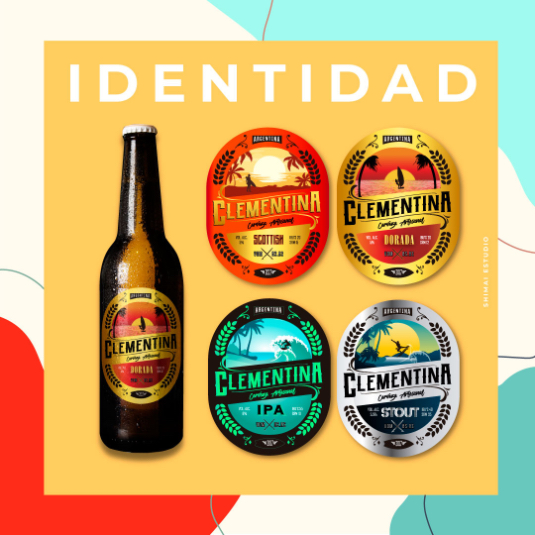 IDENTIDAD
ARGENTINA
CLEMENTINA
Cerveza Artesanal
SCOTTISH
ARGENTINA
CLEMENTINA
Cerveza Artesanal
DORADA
SHIMAI ESTUDIO
CLEMENTINA
Cerveza Artesanal
DORADA
ARGENTINA
CLEMENTINA
Cerveza Artesanal
IPA
ARGENTINA
CLEMENTINA
Cerveza Artesanal
STOUT